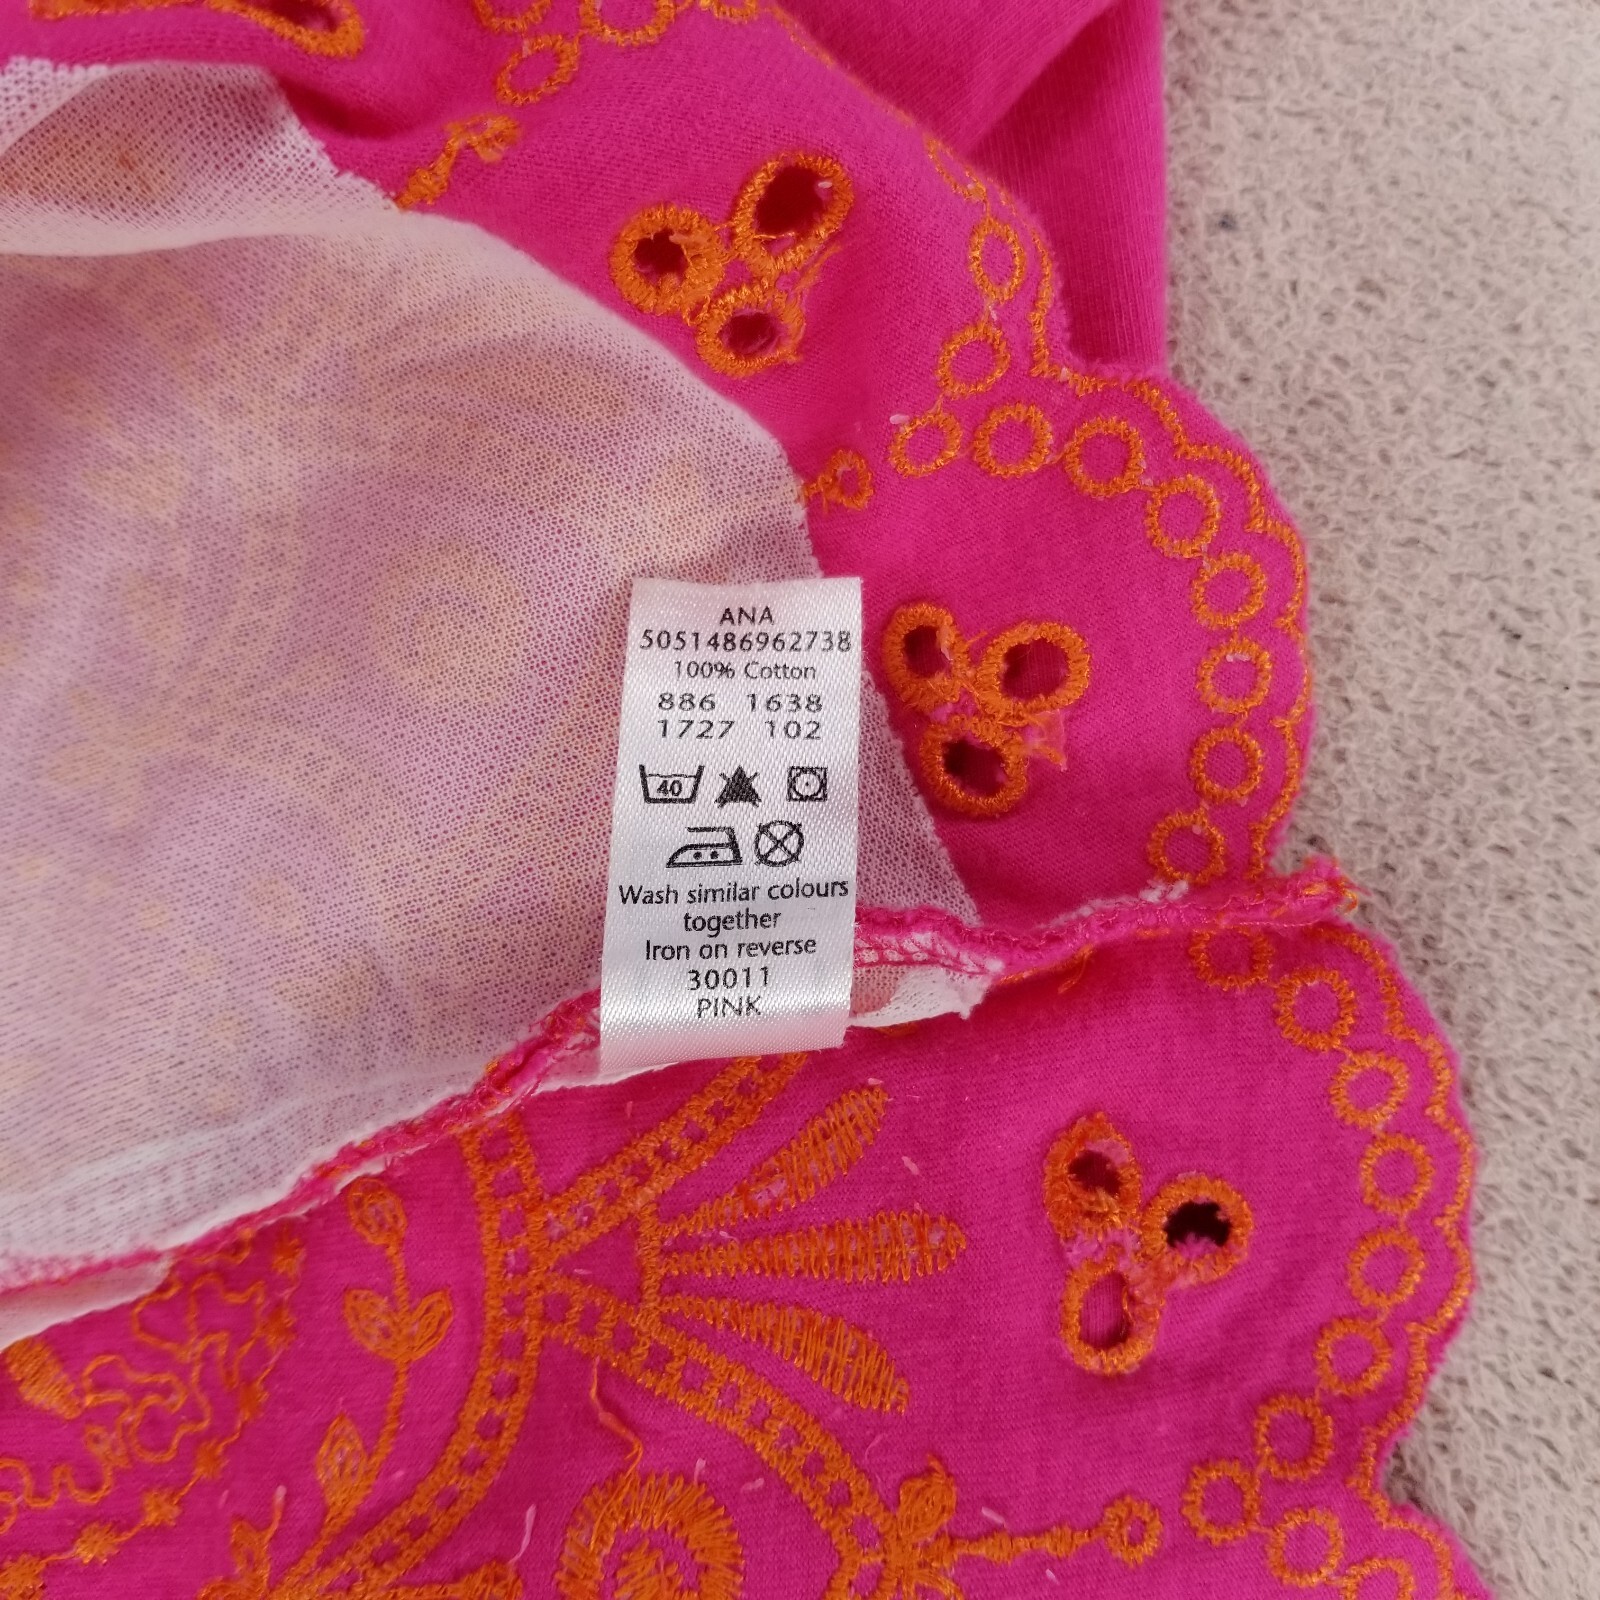 ANA
5051486962738
100% Cotton
886 1638
1727 102
40
Wash similar colours
together
Iron on reverse
30011
PINK